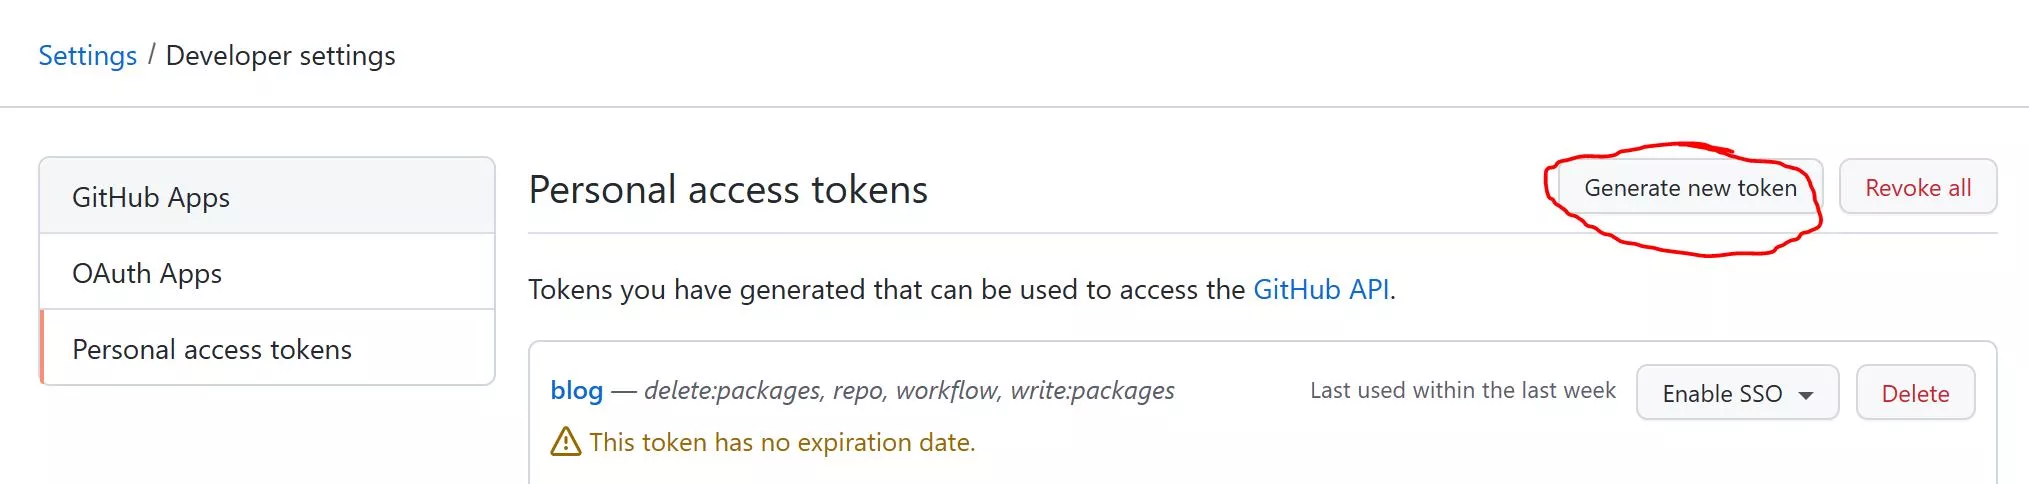 Settings / Developer settings
GitHub Apps
OAuth Apps
Personal access tokens
Personal access tokens
Generate new token
Revoke all
Tokens you have generated that can be used to access the GitHub API.
blog — delete:packages, repo, workflow, write:packages
Last used within the last week
Enable SSO
Delete
This token has no expiration date.